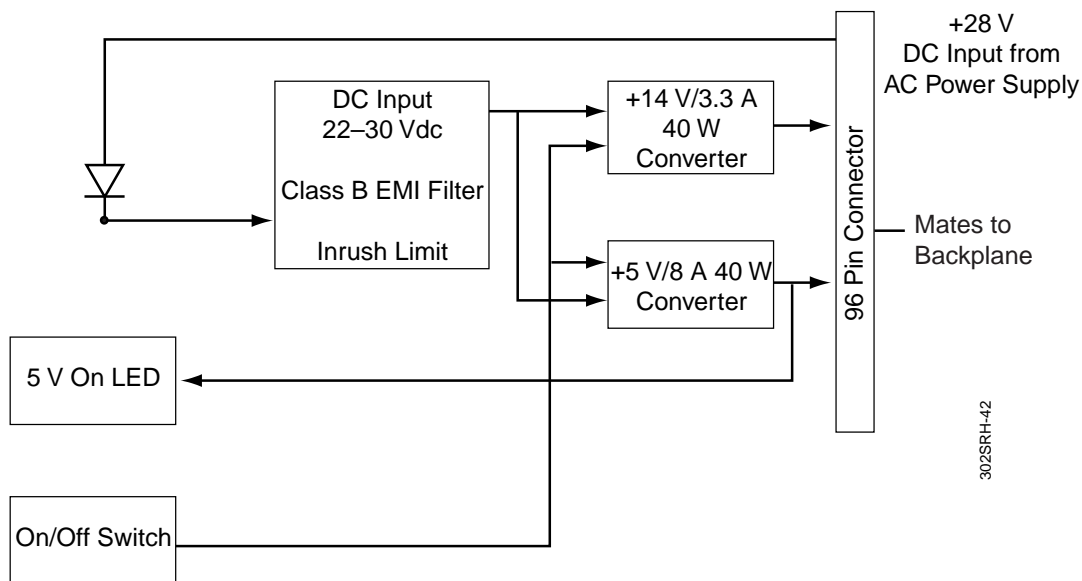 +28 V
DC Input from
AC Power Supply
DC Input
22–30 Vdc
Class B EMI Filter
Inrush Limit
+14 V/3.3 A
40 W
Converter
+5 V/8 A 40 W
Converter
96 Pin Connector
Mates to
Backplane
5 V On LED
On/Off Switch
302SRH-42